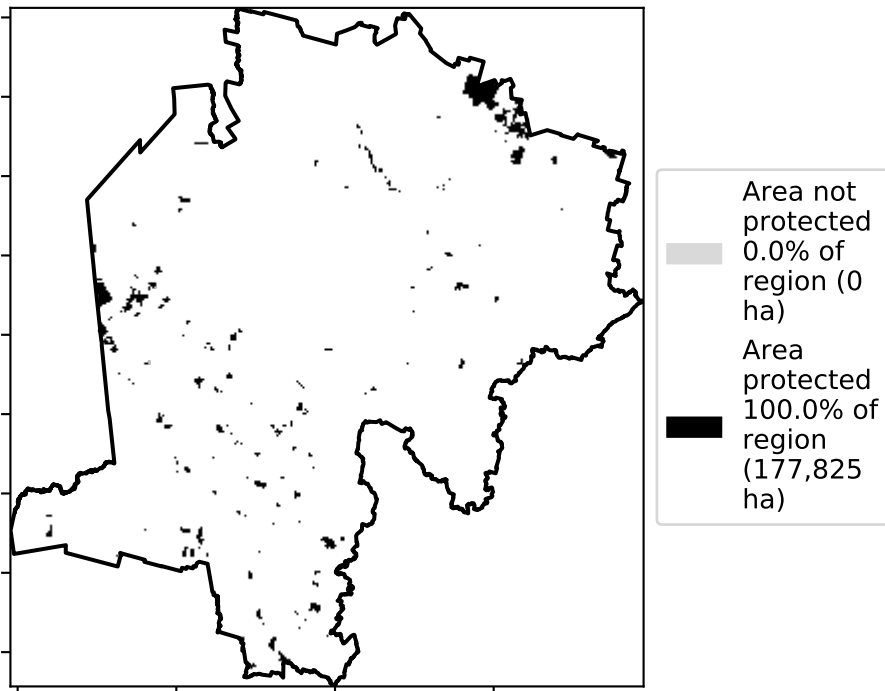 Area not
protected
0.0% of
region (0
ha)
Area
protected
100.0% of
region
(177,825
ha)